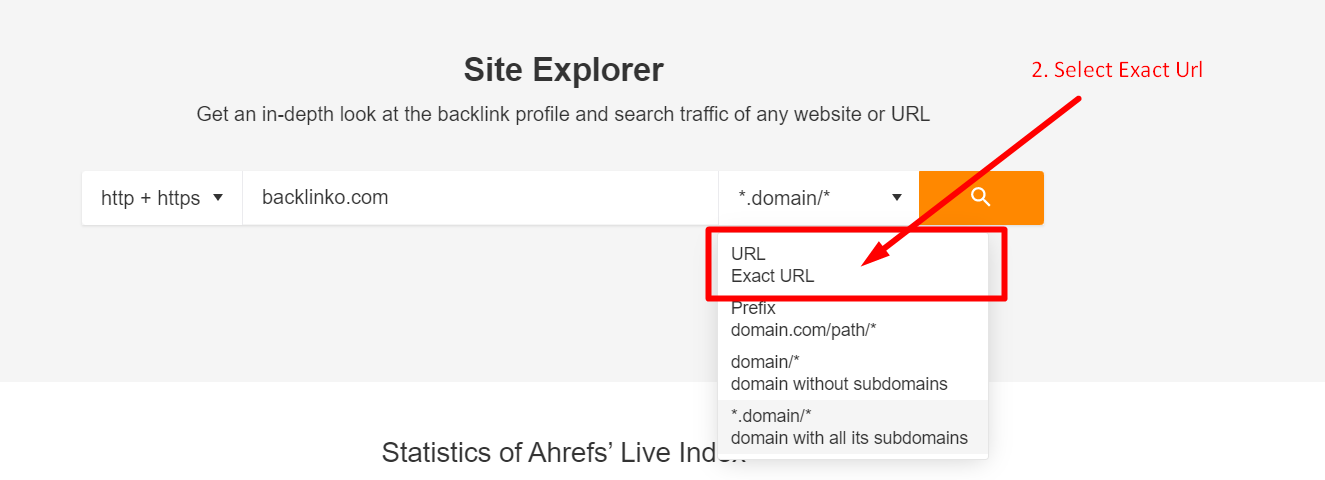 Site Explorer
2. Select Exact Url
Get an in-depth look at the backlink profile and search traffic of any website or URL
http + https
backlinko.com
*.domain/*
URL
Exact URL
Prefix
domain.com/path/*
domain/*
domain without subdomains
*.domain/*
domain with all its subdomains
Statistics of Ahrefs’ Live Index